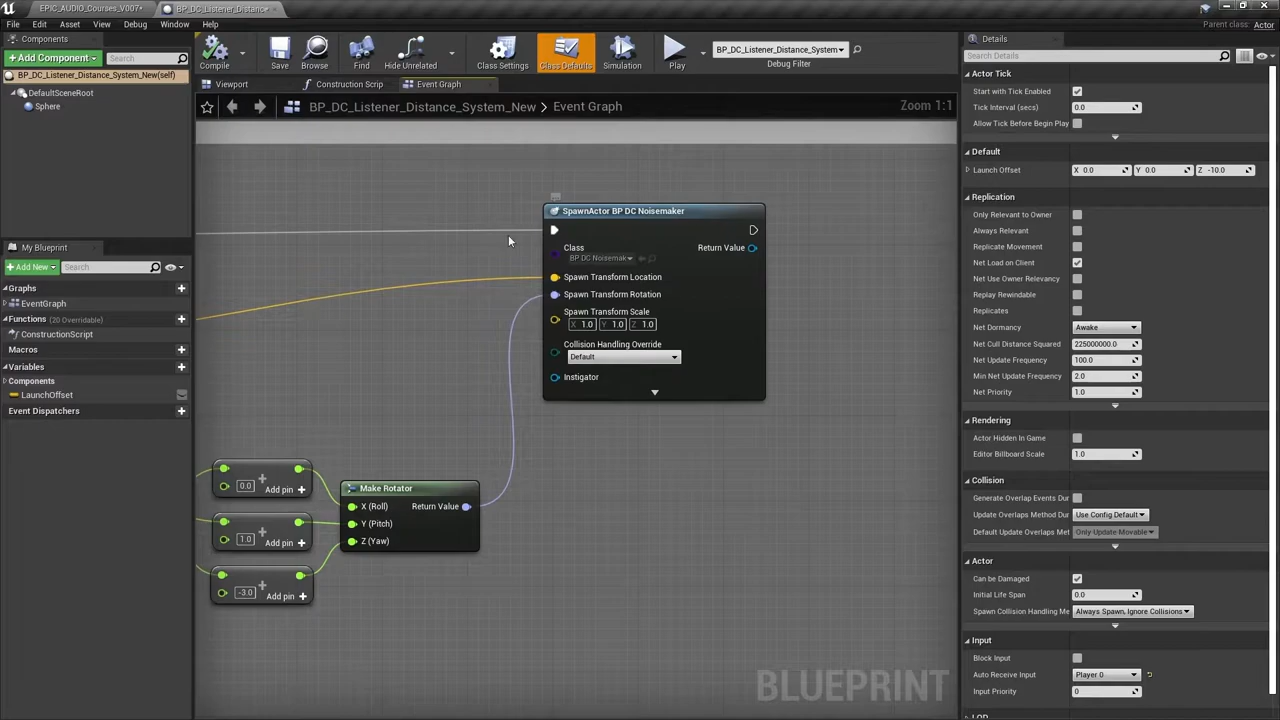 EPIC_AUDIO_Courses_V007*
BP_DC_Listener_Distanc
File Edit Asset View Debug Window Help
Parent class: Actor
Components
+ Add Component
Search
BP_DC_Listener_Distance_System_New(self)
DefaultSceneRoot
Sphere
Compile
Save
Browse
Find
Hide Unrelated
Class Settings
Class Defaults
Simulation
Play
BP_DC_Listener_Distance_System
Debug Filter
Viewport
Construction Scrip
Event Graph
BP_DC_Listener_Distance_System_New > Event Graph
Zoom 1:1
My Blueprint
+ Add New
Search
Graphs
EventGraph
Functions (20 Overridable)
ConstructionScript
Macros
Variables
Components
LaunchOffset
Event Dispatchers
SpawnActor BP DC Noisemaker
Class
BP DC Noisemak
Return Value
Spawn Transform Location
Spawn Transform Rotation
Spawn Transform Scale
X 1.0 Y 1.0 Z 1.0
Collision Handling Override
Default
Instigator
0.0
Add pin +
1.0
Add pin +
-3.0
Add pin +
Make Rotator
X (Roll) Return Value
Y (Pitch)
Z (Yaw)
BLUEPRINT
Details
Search Details
Actor Tick
Start with Tick Enabled
Tick Interval (secs) 0.0
Allow Tick Before Begin Play
Default
Launch Offset X 0.0 Y 0.0 Z -10.0
Replication
Only Relevant to Owner
Always Relevant
Replicate Movement
Net Load on Client
Net Use Owner Relevancy
Replay Rewindable
Replicates
Net Dormancy Awake
Net Cull Distance Squared 225000000.0
Net Update Frequency 100.0
Min Net Update Frequency 2.0
Net Priority 1.0
Rendering
Actor Hidden In Game
Editor Billboard Scale 1.0
Collision
Generate Overlap Events Dur
Update Overlaps Method Dur Use Config Default
Default Update Overlaps Met Only Update Movable
Actor
Can be Damaged
Initial Life Span 0.0
Spawn Collision Handling Me Always Spawn, Ignore Collisions
Input
Block Input
Auto Receive Input Player 0
Input Priority 0
LOD